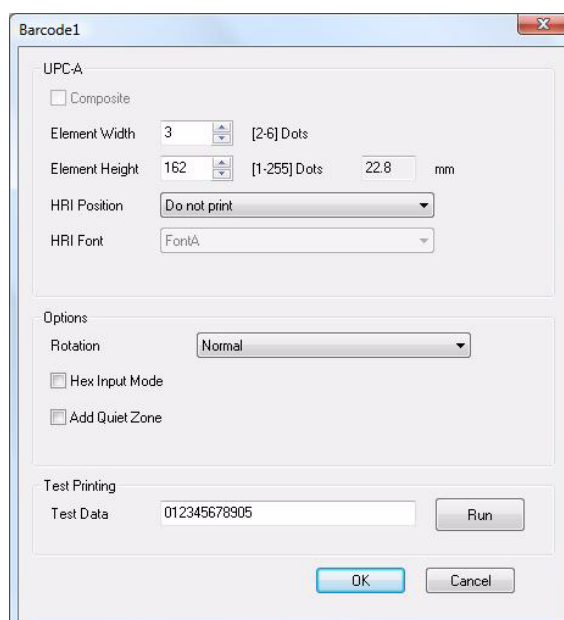 Barcode1
UPC-A
Composite
Element Width 3 [2-6] Dots
Element Height 162 [1-255] Dots 22.8 mm
HRI Position Do not print
HRI Font FontA
Options
Rotation Normal
Hex Input Mode
Add Quiet Zone
Test Printing
Test Data 012345678905 Run
OK Cancel